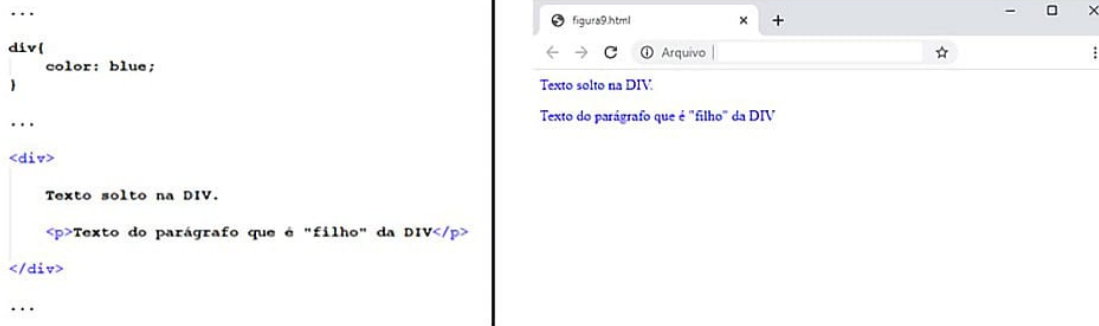 ...
div{
color: blue;
}
...
<div>
Texto solto na DIV.
<p>Texto do parágrafo que é "filho" da DIV</p>
</div>
...
figura9.html
Arquivo
Texto solto na DIV.
Texto do parágrafo que é "filho" da DIV